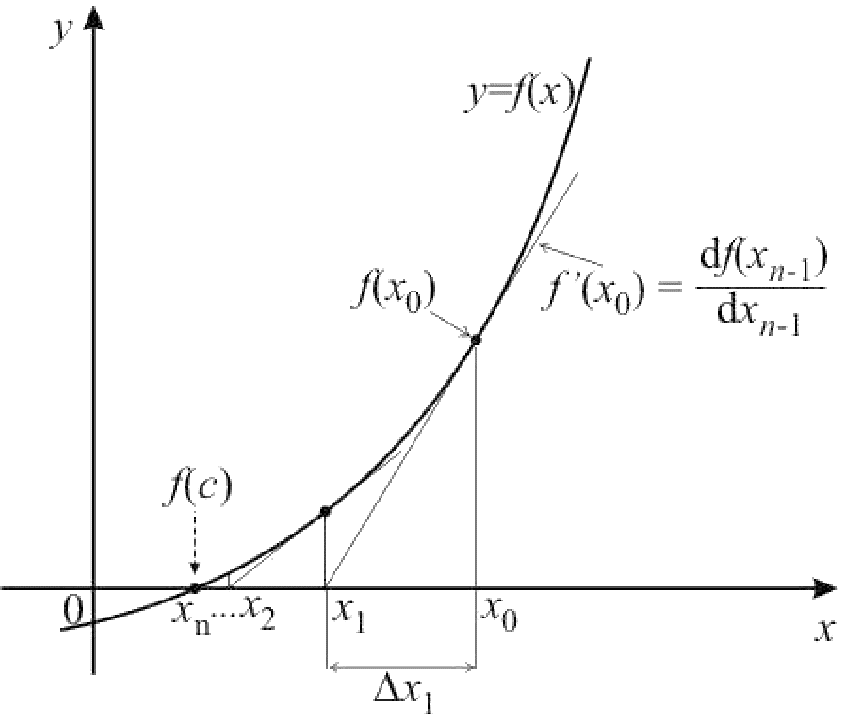 y
y=f(x)
f(x₀)
f'(x₀) = df(xₙ₋₁)/dxₙ₋₁
f(c)
0
xₙ...x₂
x₁
x₀
x
Δx₁